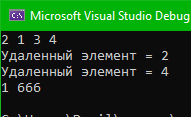 Microsoft Visual Studio Debug
2 1 3 4
Удаленный элемент = 2
Удаленный элемент = 4
1 666